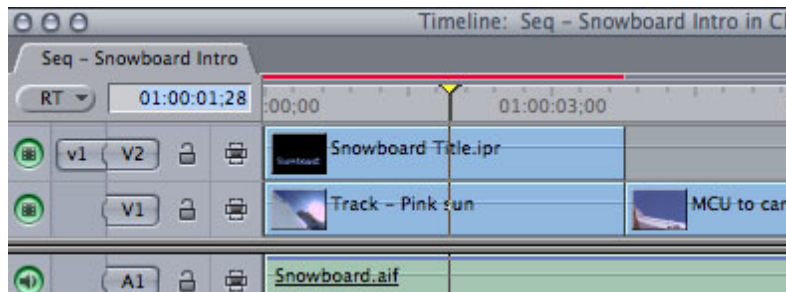 Timeline: Seq – Snowboard Intro in Cl
Seq – Snowboard Intro
RT 01:00:01;28 :00;00 01:00:03;00
v1 V2 Snowboard Title.ipr
V1 Track – Pink sun MCU to car
A1 Snowboard.aif